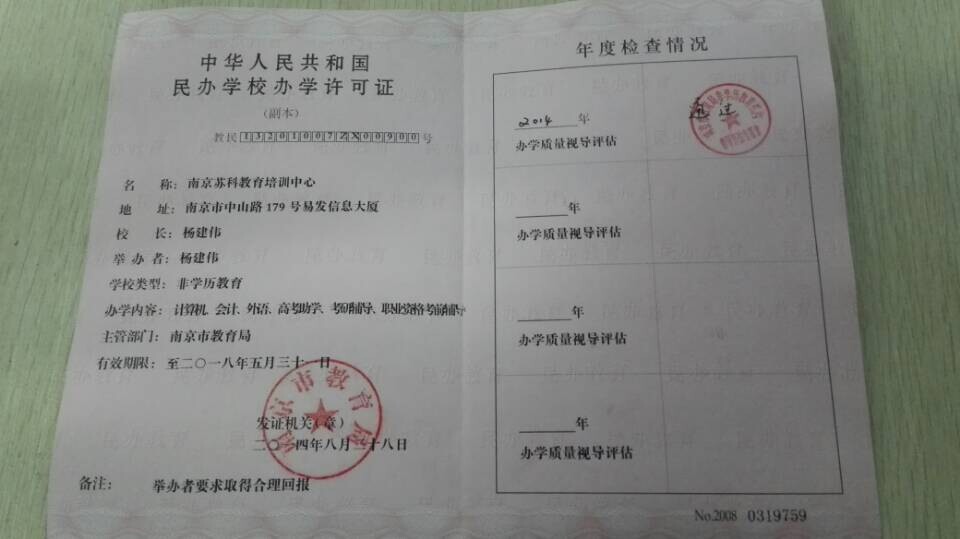 中华人民共和国
民办学校办学许可证
(副本)
教民13201007ZX00900号
名 称：南京苏科教育培训中心
地 址：南京市中山路179号易发信息大厦
校 长：杨建伟
举 办 者：杨建伟
学校类型：非学历教育
办学内容：计算机、会计、外语、高考助学、考研辅导、职业资格考前辅导
主管部门：南京市教育局
有效期限：至二〇一八年五月三十一日
南京市教育局
发证机关(章)
二〇一四年八月二十八日
备注： 举办者要求取得合理回报
年度检查情况
2014年
办学质量视导评估
通过
年
办学质量视导评估
年
办学质量视导评估
年
办学质量视导评估
No.2008 0319759